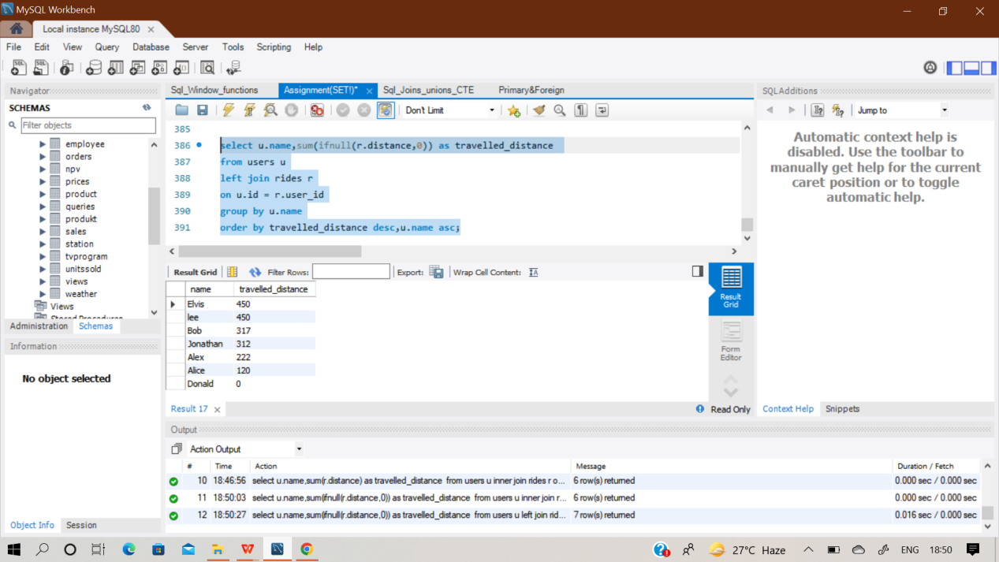 MySQL Workbench
Local instance MySQL80
File Edit View Query Database Server Tools Scripting Help
Navigator
SCHEMAS
Filter objects
employee
orders
npv
prices
product
queries
produkt
sales
station
tvprogram
unitssold
views
weather
Views
Stored Procedures
Administration Schemas
Information
No object selected
Object Info Session
Sql_Window_functions Assignment(SET!)* Sql_Joins_unions_CTE Primary&Foreign
Don't Limit
385
386 select u.name,sum(ifnull(r.distance,0)) as travelled_distance
387 from users u
388 left join rides r
389 on u.id = r.user_id
390 group by u.name
391 order by travelled_distance desc,u.name asc;
Result Grid Filter Rows: Export: Wrap Cell Content:
name travelled_distance
Elvis 450
lee 450
Bob 317
Jonathan 312
Alex 222
Alice 120
Donald 0
Result Grid
Form Editor
Result 17
Read Only
SQLAdditions
Jump to
Automatic context help is
disabled. Use the toolbar to
manually get help for the current
caret position or to toggle
automatic help.
Context Help Snippets
Output
Action Output
# Time Action Message Duration / Fetch
10 18:46:56 select u.name,sum(r.distance) as travelled_distance from users u inner join rides r o... 6 row(s) returned 0.000 sec / 0.000 sec
11 18:50:03 select u.name,sum(ifnull(r.distance,0)) as travelled_distance from users u inner join r... 6 row(s) returned 0.000 sec / 0.000 sec
12 18:50:27 select u.name,sum(ifnull(r.distance,0)) as travelled_distance from users u left join rid... 7 row(s) returned 0.016 sec / 0.000 sec
27°C Haze ENG 18:50